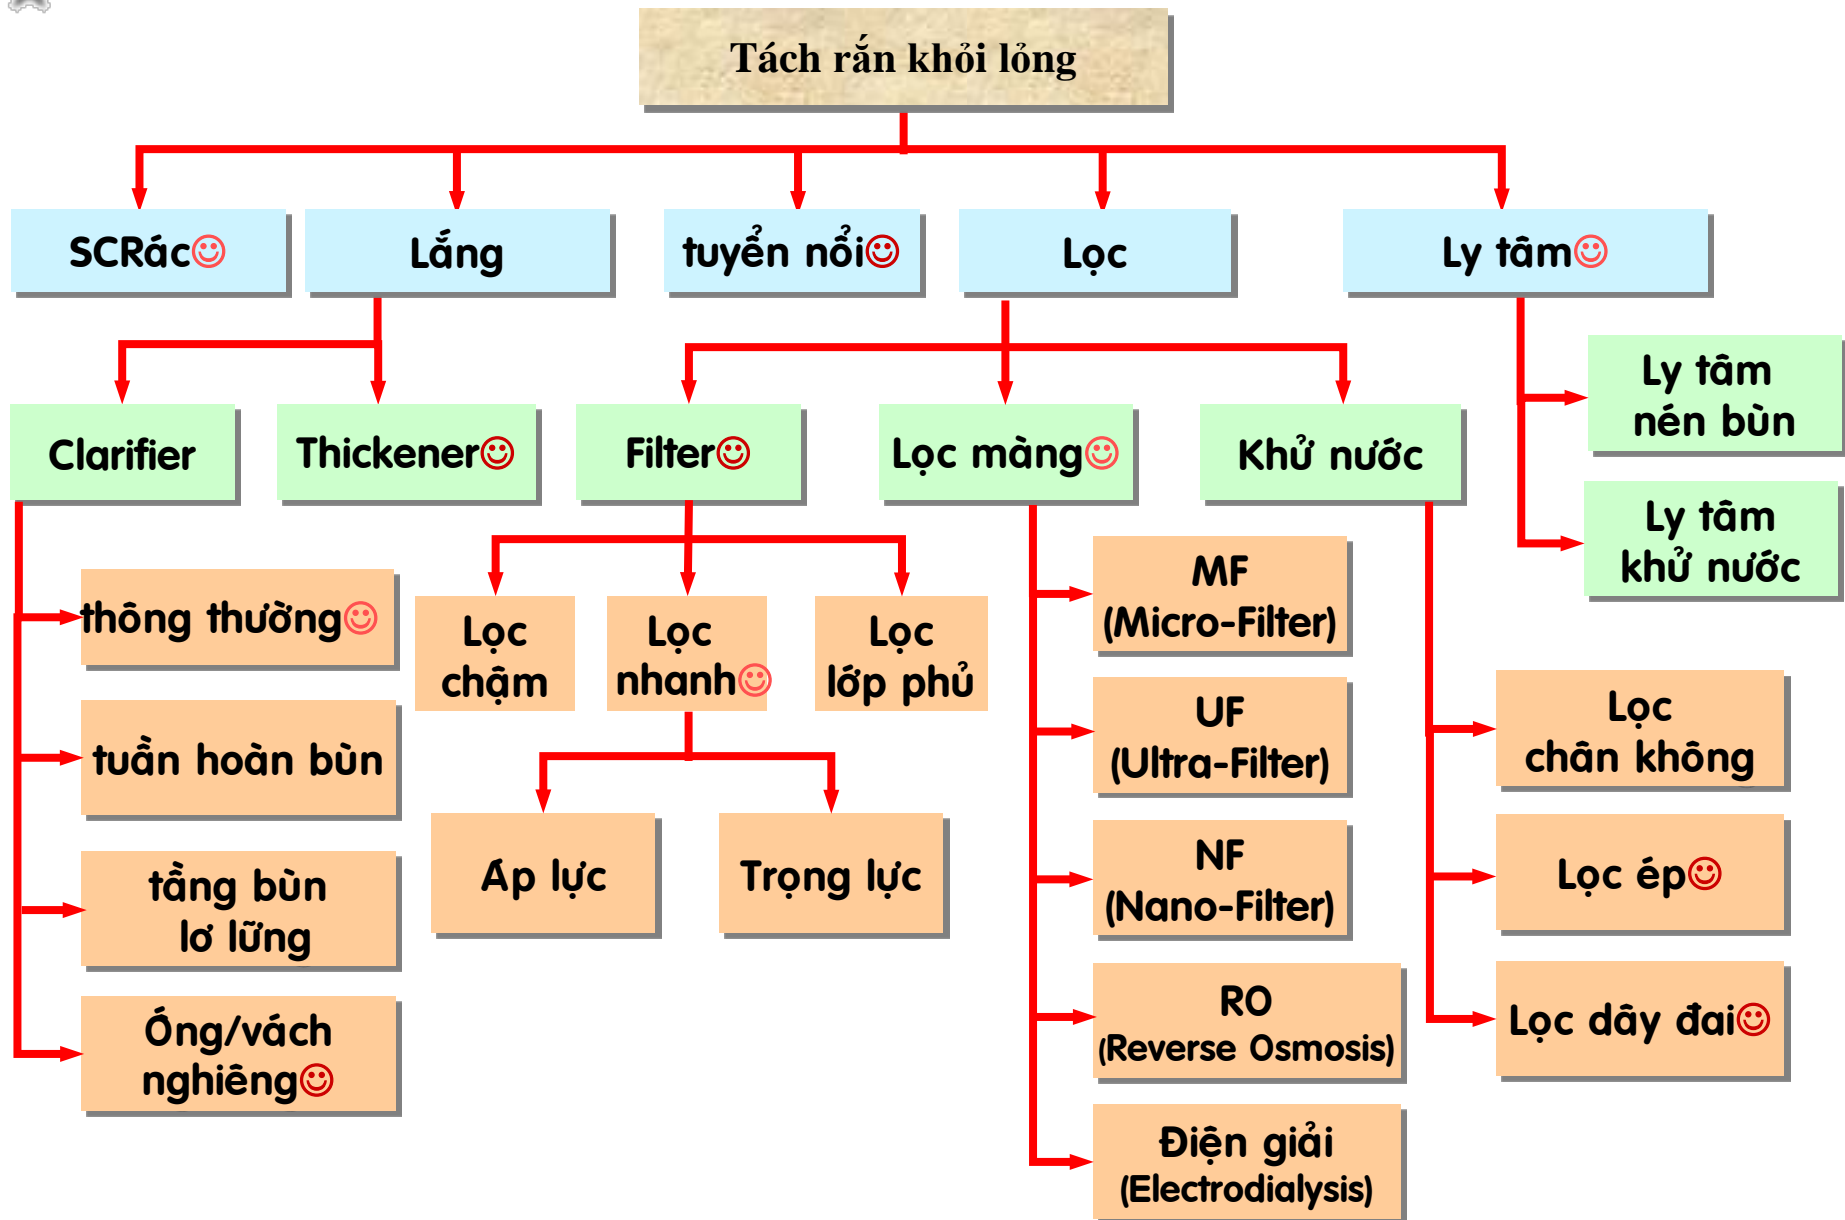 Tách rắn khỏi lỏng
SCRác☺
Lắng
tuyển nổi☺
Lọc
Ly tâm☺
Ly tâm
nén bùn
Ly tâm
khử nước
Clarifier
Thickener☺
Filter☺
Lọc màng☺
Khử nước
thông thường☺
tuần hoàn bùn
tầng bùn
lơ lững
Óng/vách
nghiêng☺
Lọc
chậm
Lọc
nhanh☺
Lọc
lớp phủ
Áp lực
Trọng lực
MF
(Micro-Filter)
UF
(Ultra-Filter)
NF
(Nano-Filter)
RO
(Reverse Osmosis)
Điện giải
(Electrodialysis)
Lọc
chân không
Lọc ép☺
Lọc dây đai☺